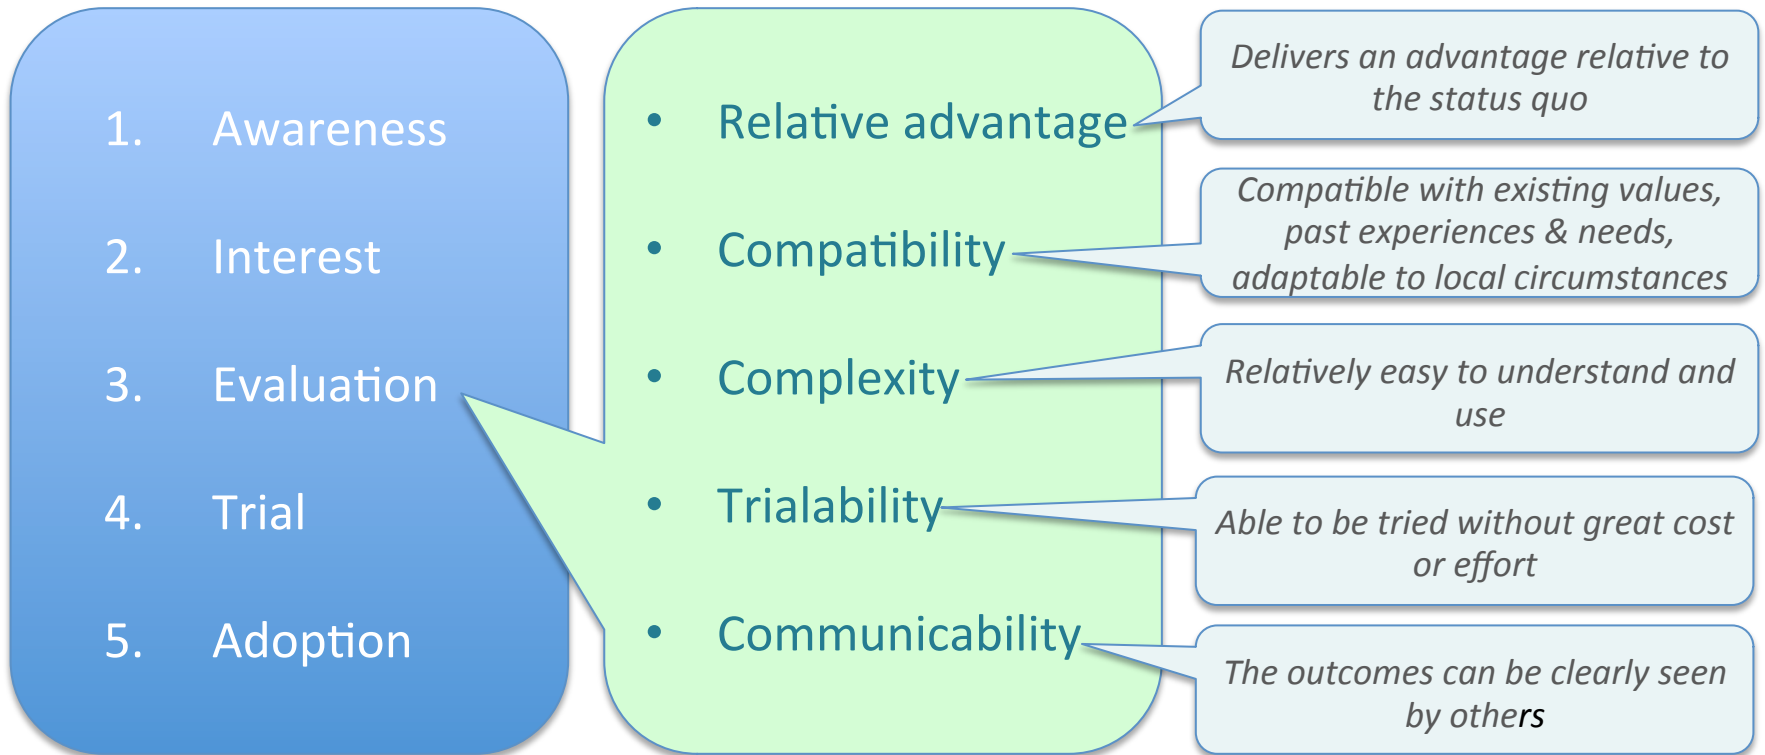 1. Awareness
2. Interest
3. Evaluation
4. Trial
5. Adoption
• Relative advantage
• Compatibility
• Complexity
• Trialability
• Communicability
Delivers an advantage relative to
the status quo
Compatible with existing values,
past experiences & needs,
adaptable to local circumstances
Relatively easy to understand and
use
Able to be tried without great cost
or effort
The outcomes can be clearly seen
by others